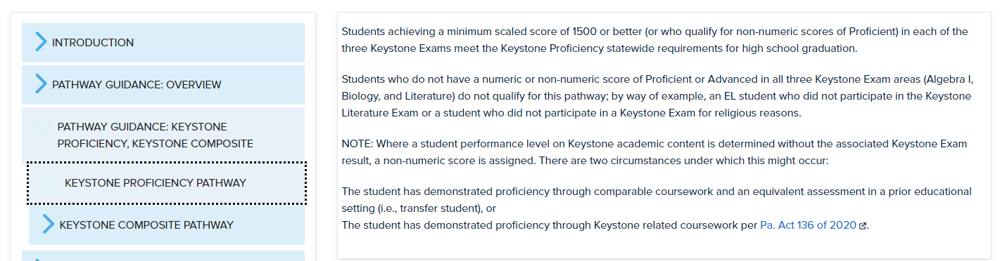 INTRODUCTION
PATHWAY GUIDANCE: OVERVIEW
PATHWAY GUIDANCE: KEYSTONE
PROFICIENCY, KEYSTONE COMPOSITE
KEYSTONE PROFICIENCY PATHWAY
KEYSTONE COMPOSITE PATHWAY
Students achieving a minimum scaled score of 1500 or better (or who qualify for non-numeric scores of Proficient) in each of the
three Keystone Exams meet the Keystone Proficiency statewide requirements for high school graduation.
Students who do not have a numeric or non-numeric score of Proficient or Advanced in all three Keystone Exam areas (Algebra I,
Biology, and Literature) do not qualify for this pathway; by way of example, an EL student who did not participate in the Keystone
Literature Exam or a student who did not participate in a Keystone Exam for religious reasons.
NOTE: Where a student performance level on Keystone academic content is determined without the associated Keystone Exam
result, a non-numeric score is assigned. There are two circumstances under which this might occur:
The student has demonstrated proficiency through comparable coursework and an equivalent assessment in a prior educational
setting (i.e., transfer student), or
The student has demonstrated proficiency through Keystone related coursework per Pa. Act 136 of 2020.